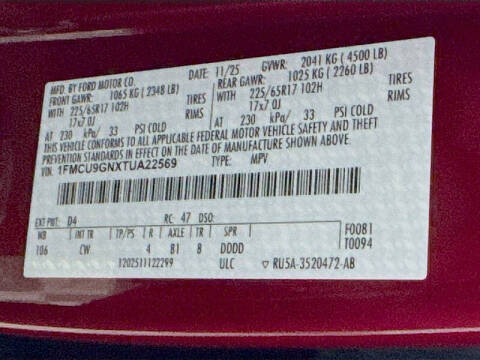 MFD. BY FORD MOTOR CO. DATE: 11/25 GVWR: 2041 KG (4500 LB)
FRONT GAWR: 1065 KG (2348 LB) REAR GAWR: 1025 KG (2260 LB)
WITH 225/65R17 102H TIRES WITH 225/65R17 102H TIRES
17x7.0J RIMS 17x7.0J RIMS
AT 230 kPa/ 33 PSI COLD AT 230 kPa/ 33 PSI COLD
THIS VEHICLE CONFORMS TO ALL APPLICABLE FEDERAL MOTOR VEHICLE SAFETY AND THEFT
PREVENTION STANDARDS IN EFFECT ON THE DATE OF MANUFACTURE SHOWN ABOVE.
VIN: 1FMCU9GNXTUA22569 TYPE: MPV
EXT PNT: D4 RC: 47 DSO:
WB INT TR TP/PS R AXLE TR SPR F0081
106 CW 4 B1 8 DDDD T0094
1202511122299 ULC RU5A-3520472-AB